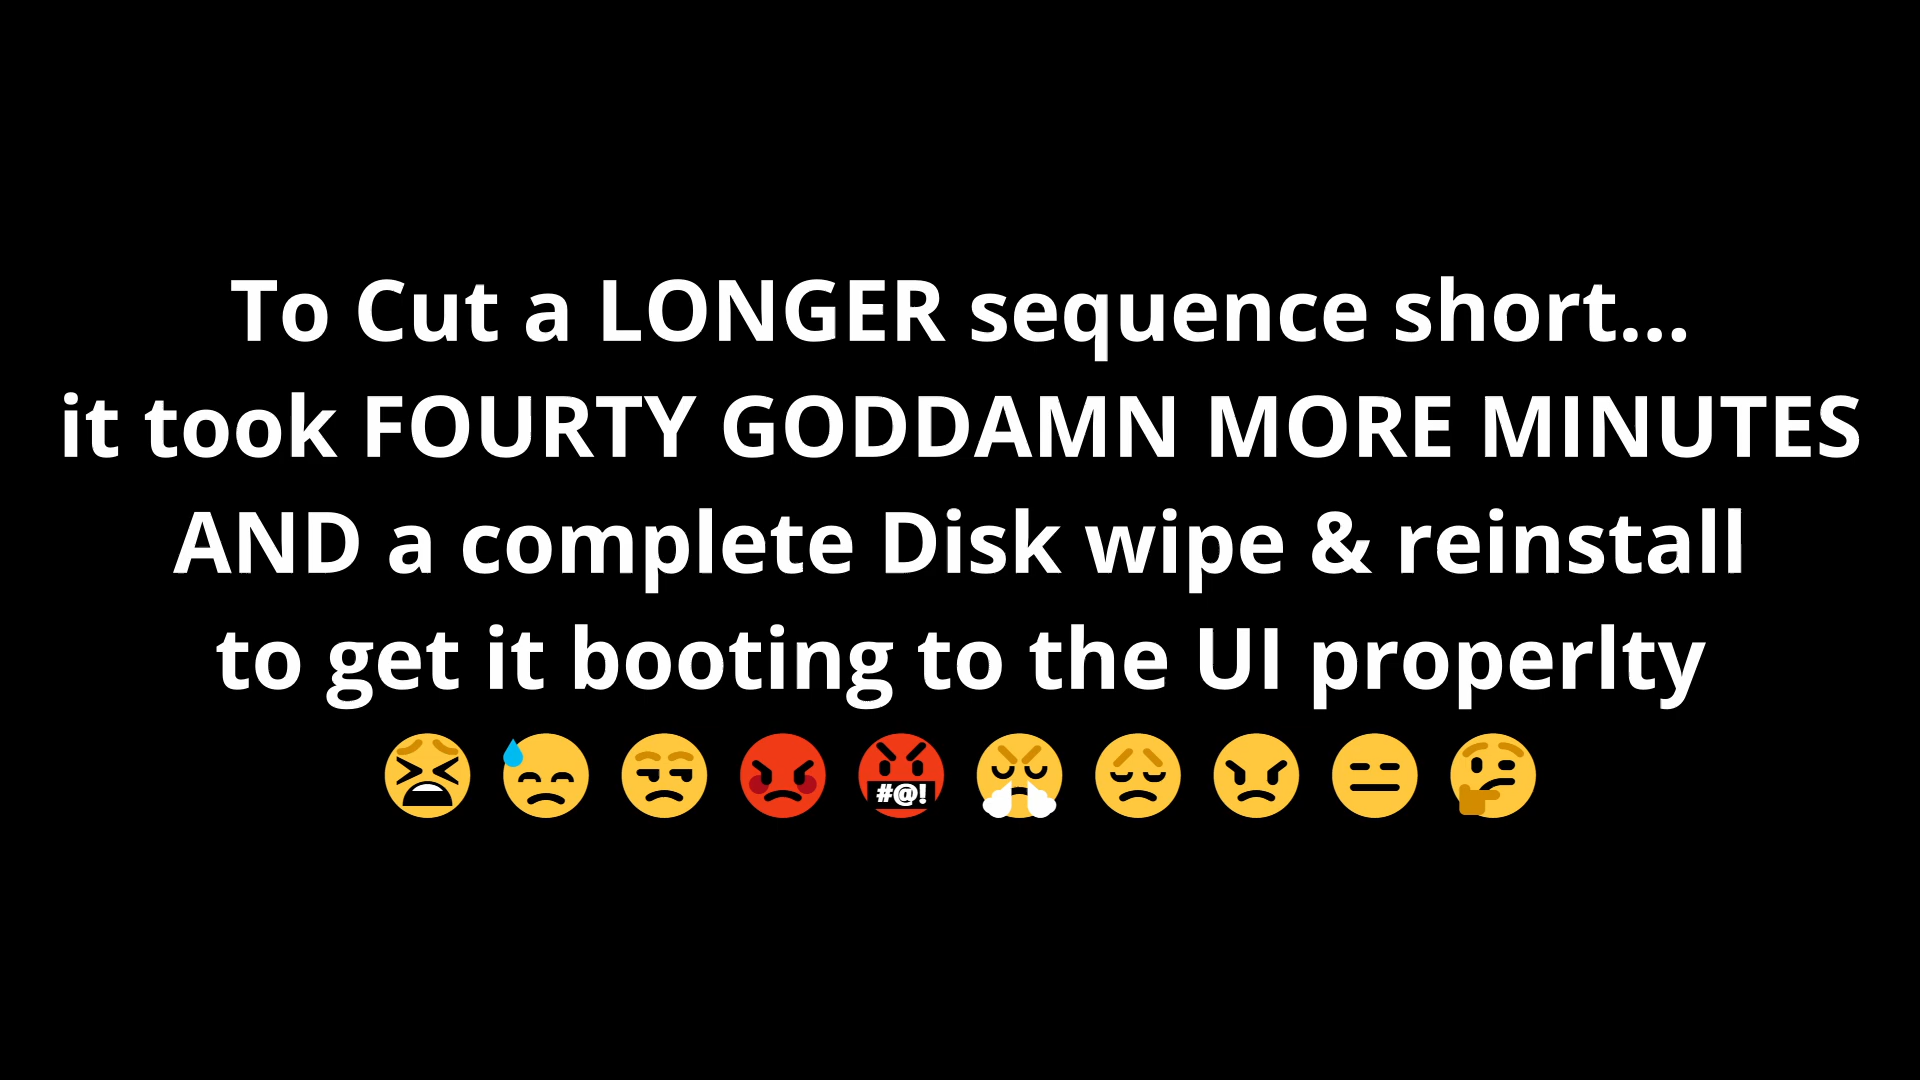 To Cut a LONGER sequence short...
it took FOURTY GODDAMN MORE MINUTES
AND a complete Disk wipe & reinstall
to get it booting to the UI properlty
😫 😓 😒 😡 🤬 😤 😔 😠 😑 🤔